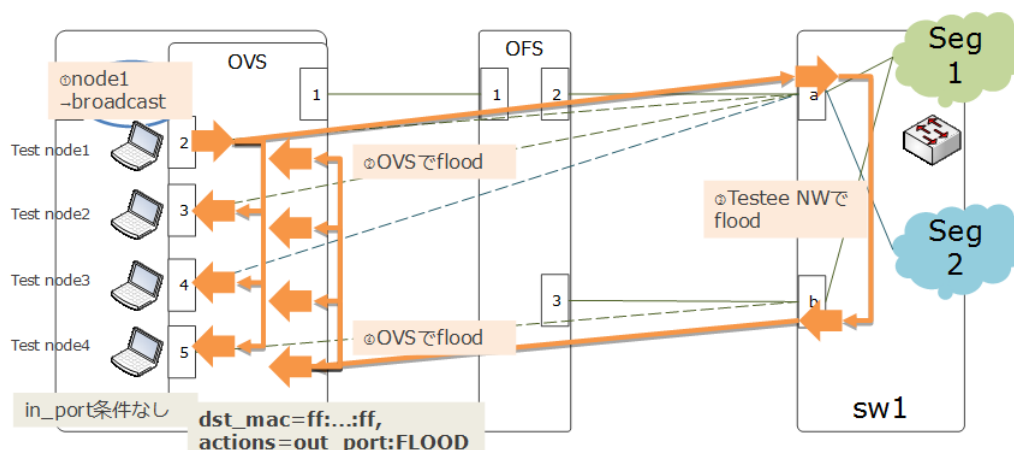 OVS
OFS
Seg
1
①node1
→broadcast
1
1
2
a
Test node1
2
②OVSでflood
③Testee NWで
flood
Test node2
3
Seg
2
Test node3
4
3
b
Test node4
5
④OVSでflood
in_port条件なし
dst_mac=ff:...:ff,
actions=out_port:FLOOD
sw1